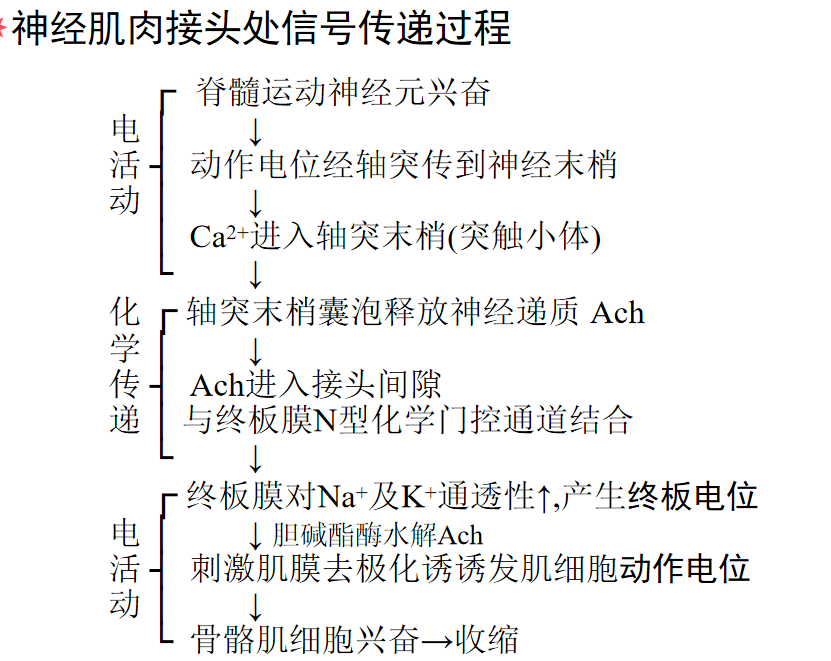 神经肌肉接头处信号传递过程
电活动
脊髓运动神经元兴奋
↓
动作电位经轴突传到神经末梢
↓
Ca²⁺进入轴突末梢(突触小体)
↓
化学传递
轴突末梢囊泡释放神经递质 Ach
↓
Ach进入接头间隙
与终板膜N型化学门控通道结合
↓
电活动
终板膜对Na⁺及K⁺通透性↑,产生终板电位
↓胆碱酯酶水解Ach
刺激肌膜去极化诱诱发肌细胞动作电位
↓
骨骼肌细胞兴奋→收缩